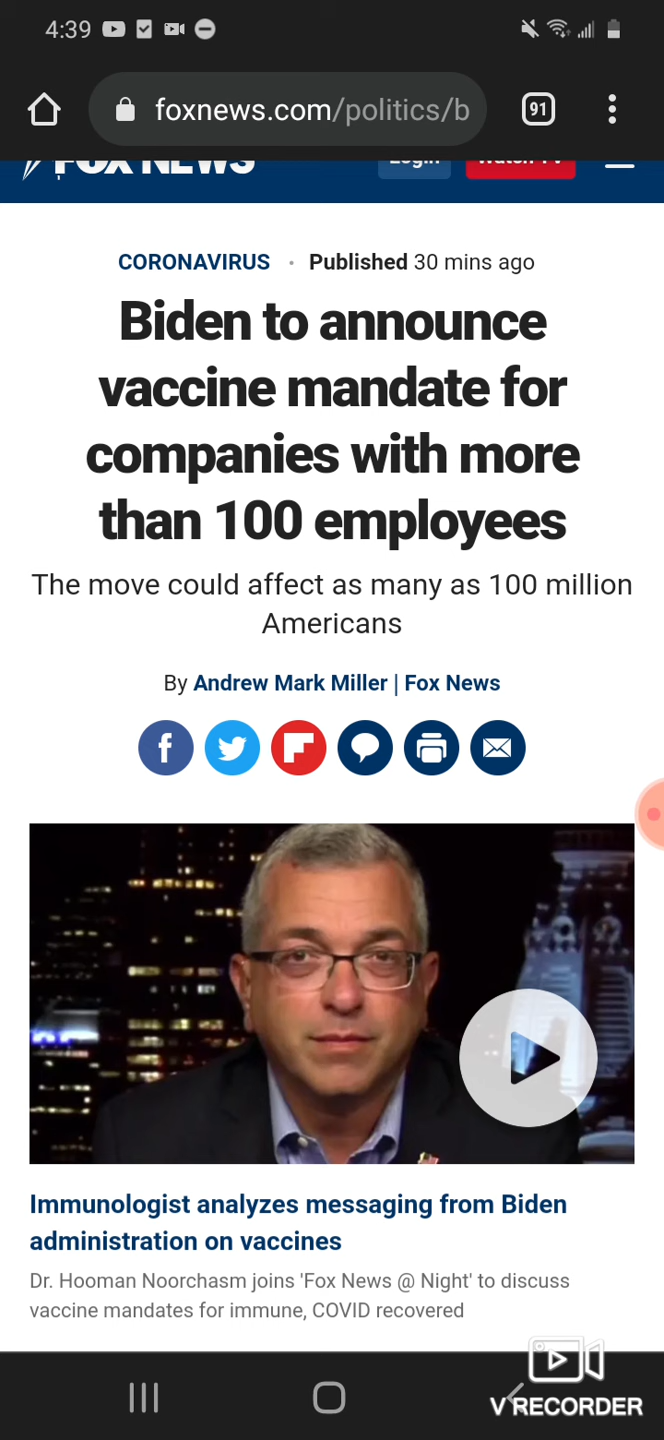 4:39
foxnews.com/politics/b
91
FOX NEWS
Login
Watch TV
CORONAVIRUS · Published 30 mins ago
Biden to announce
vaccine mandate for
companies with more
than 100 employees
The move could affect as many as 100 million
Americans
By Andrew Mark Miller | Fox News
Immunologist analyzes messaging from Biden
administration on vaccines
Dr. Hooman Noorchasm joins 'Fox News @ Night' to discuss
vaccine mandates for immune, COVID recovered
V RECORDER